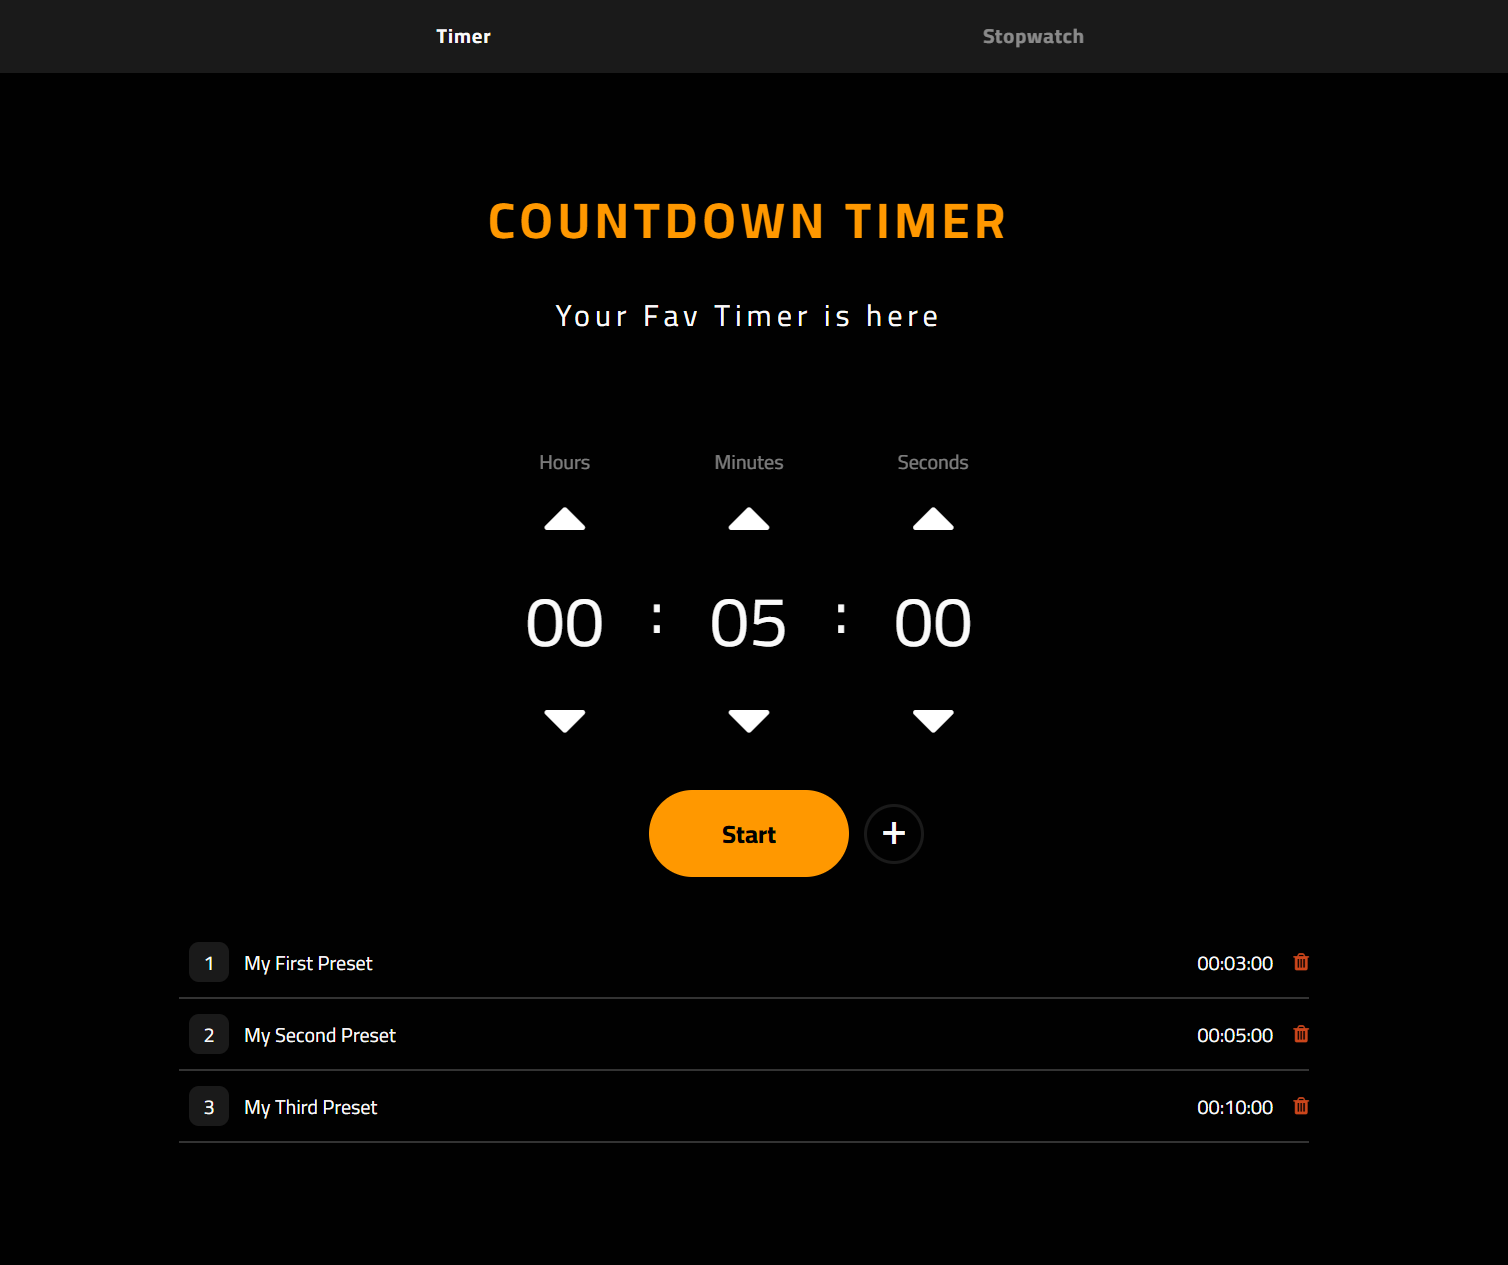 Timer Stopwatch
COUNTDOWN TIMER
Your Fav Timer is here
Hours Minutes Seconds
00 : 05 : 00
Start +
1 My First Preset 00:03:00
2 My Second Preset 00:05:00
3 My Third Preset 00:10:00